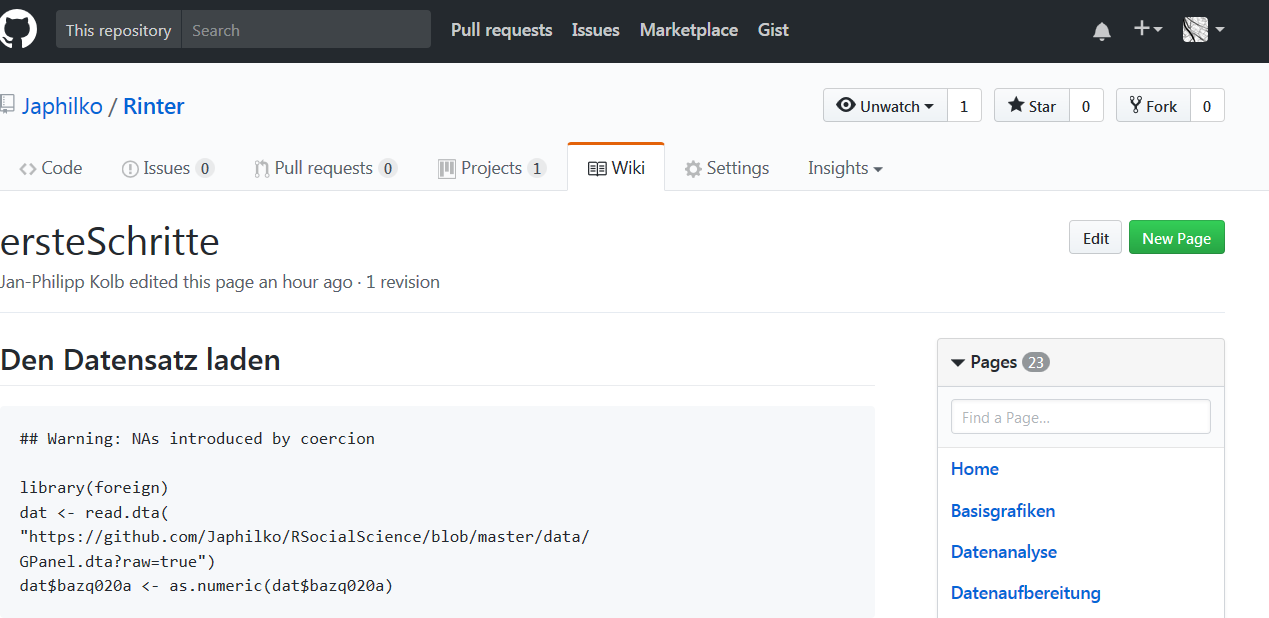 This repository Search Pull requests Issues Marketplace Gist
Japhilko / Rinter Unwatch 1 Star 0 Fork 0
Code Issues 0 Pull requests 0 Projects 1 Wiki Settings Insights
ersteSchritte Edit New Page
Jan-Philipp Kolb edited this page an hour ago · 1 revision
Den Datensatz laden
## Warning: NAs introduced by coercion
library(foreign)
dat <- read.dta(
"https://github.com/Japhilko/RSocialScience/blob/master/data/
GPanel.dta?raw=true")
dat$bazq020a <- as.numeric(dat$bazq020a)
Pages 23
Find a Page...
Home
Basisgrafiken
Datenanalyse
Datenaufbereitung